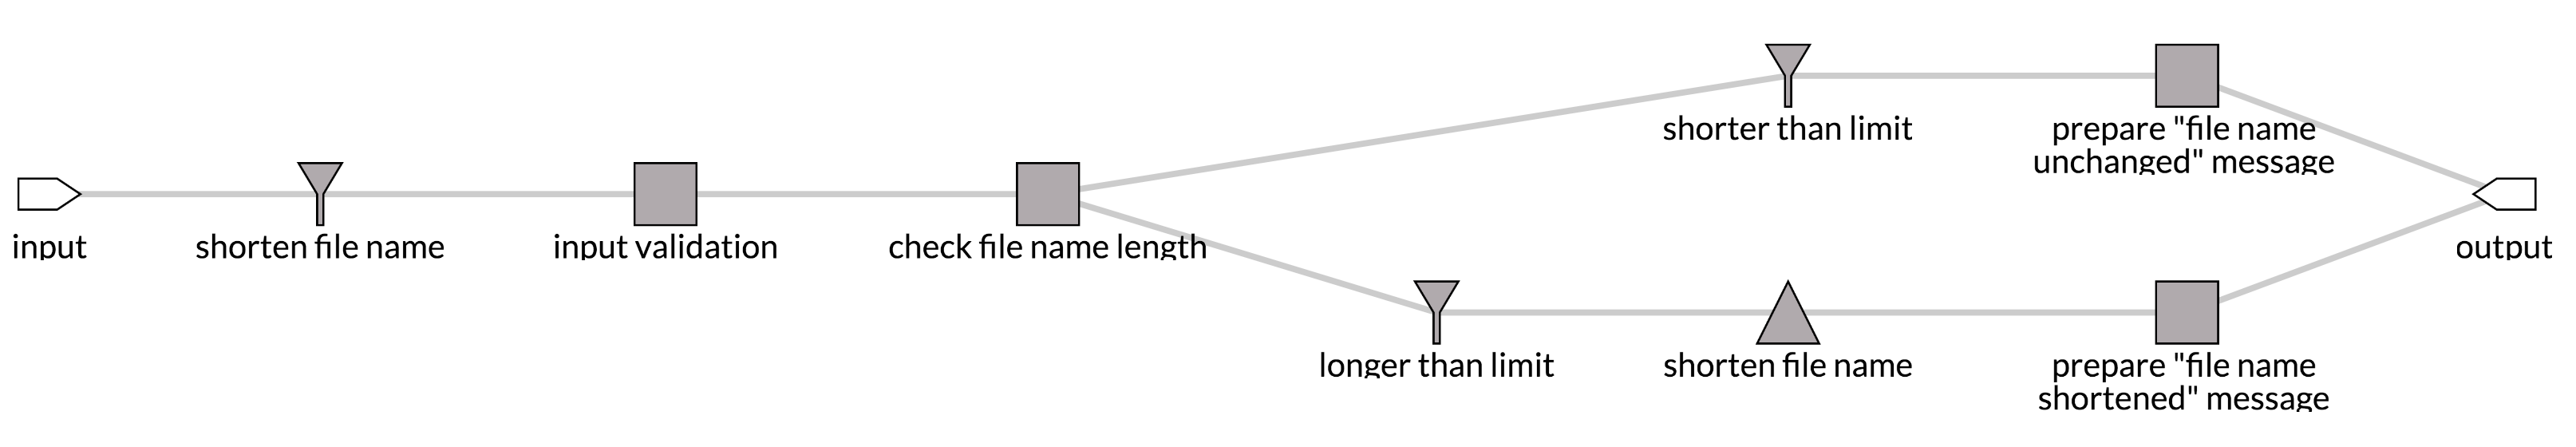 shorter than limit
prepare "file name
unchanged" message
input
shorten file name
input validation
check file name length
output
longer than limit
shorten file name
prepare "file name
shortened" message